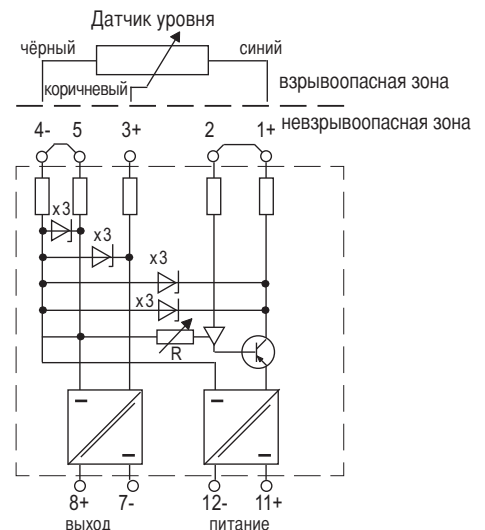 Датчик уровня
чёрный
синий
коричневый
взрывоопасная зона
невзрывоопасная зона
4- 5 3+ 2 1+
x3
x3
x3
x3
R
8+ 7- 12- 11+
выход питание